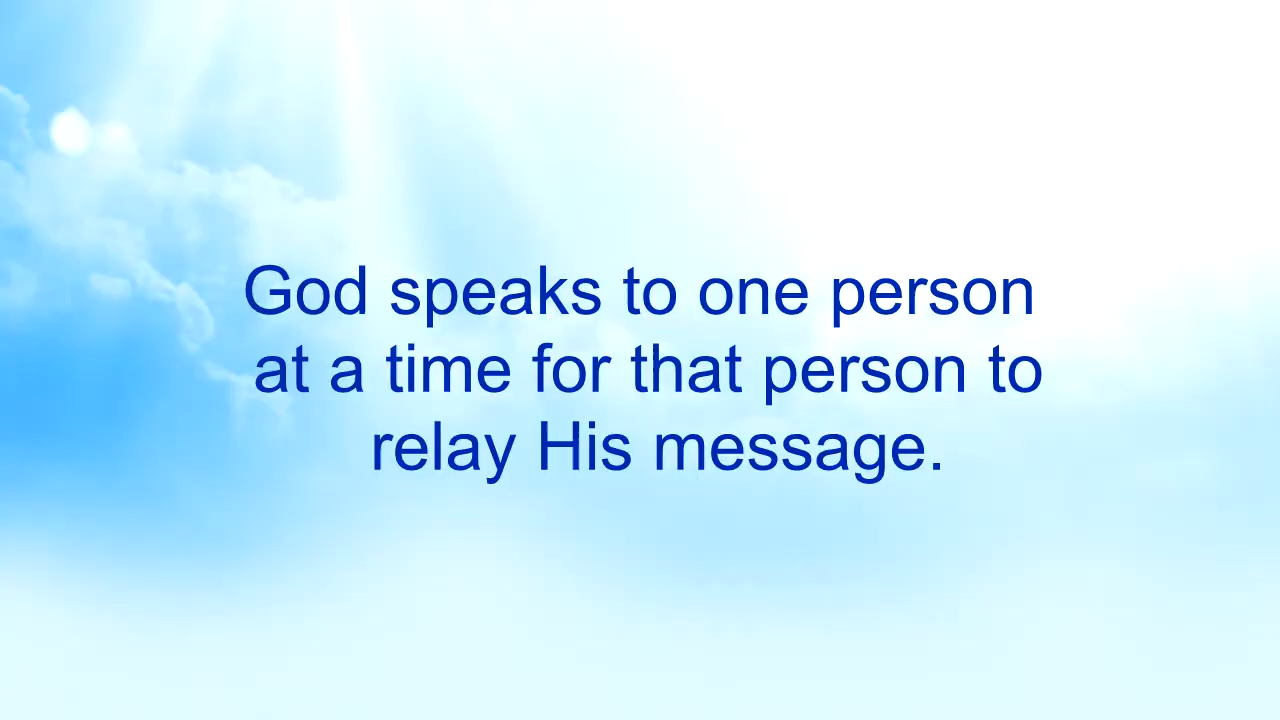 God speaks to one person
at a time for that person to
relay His message.